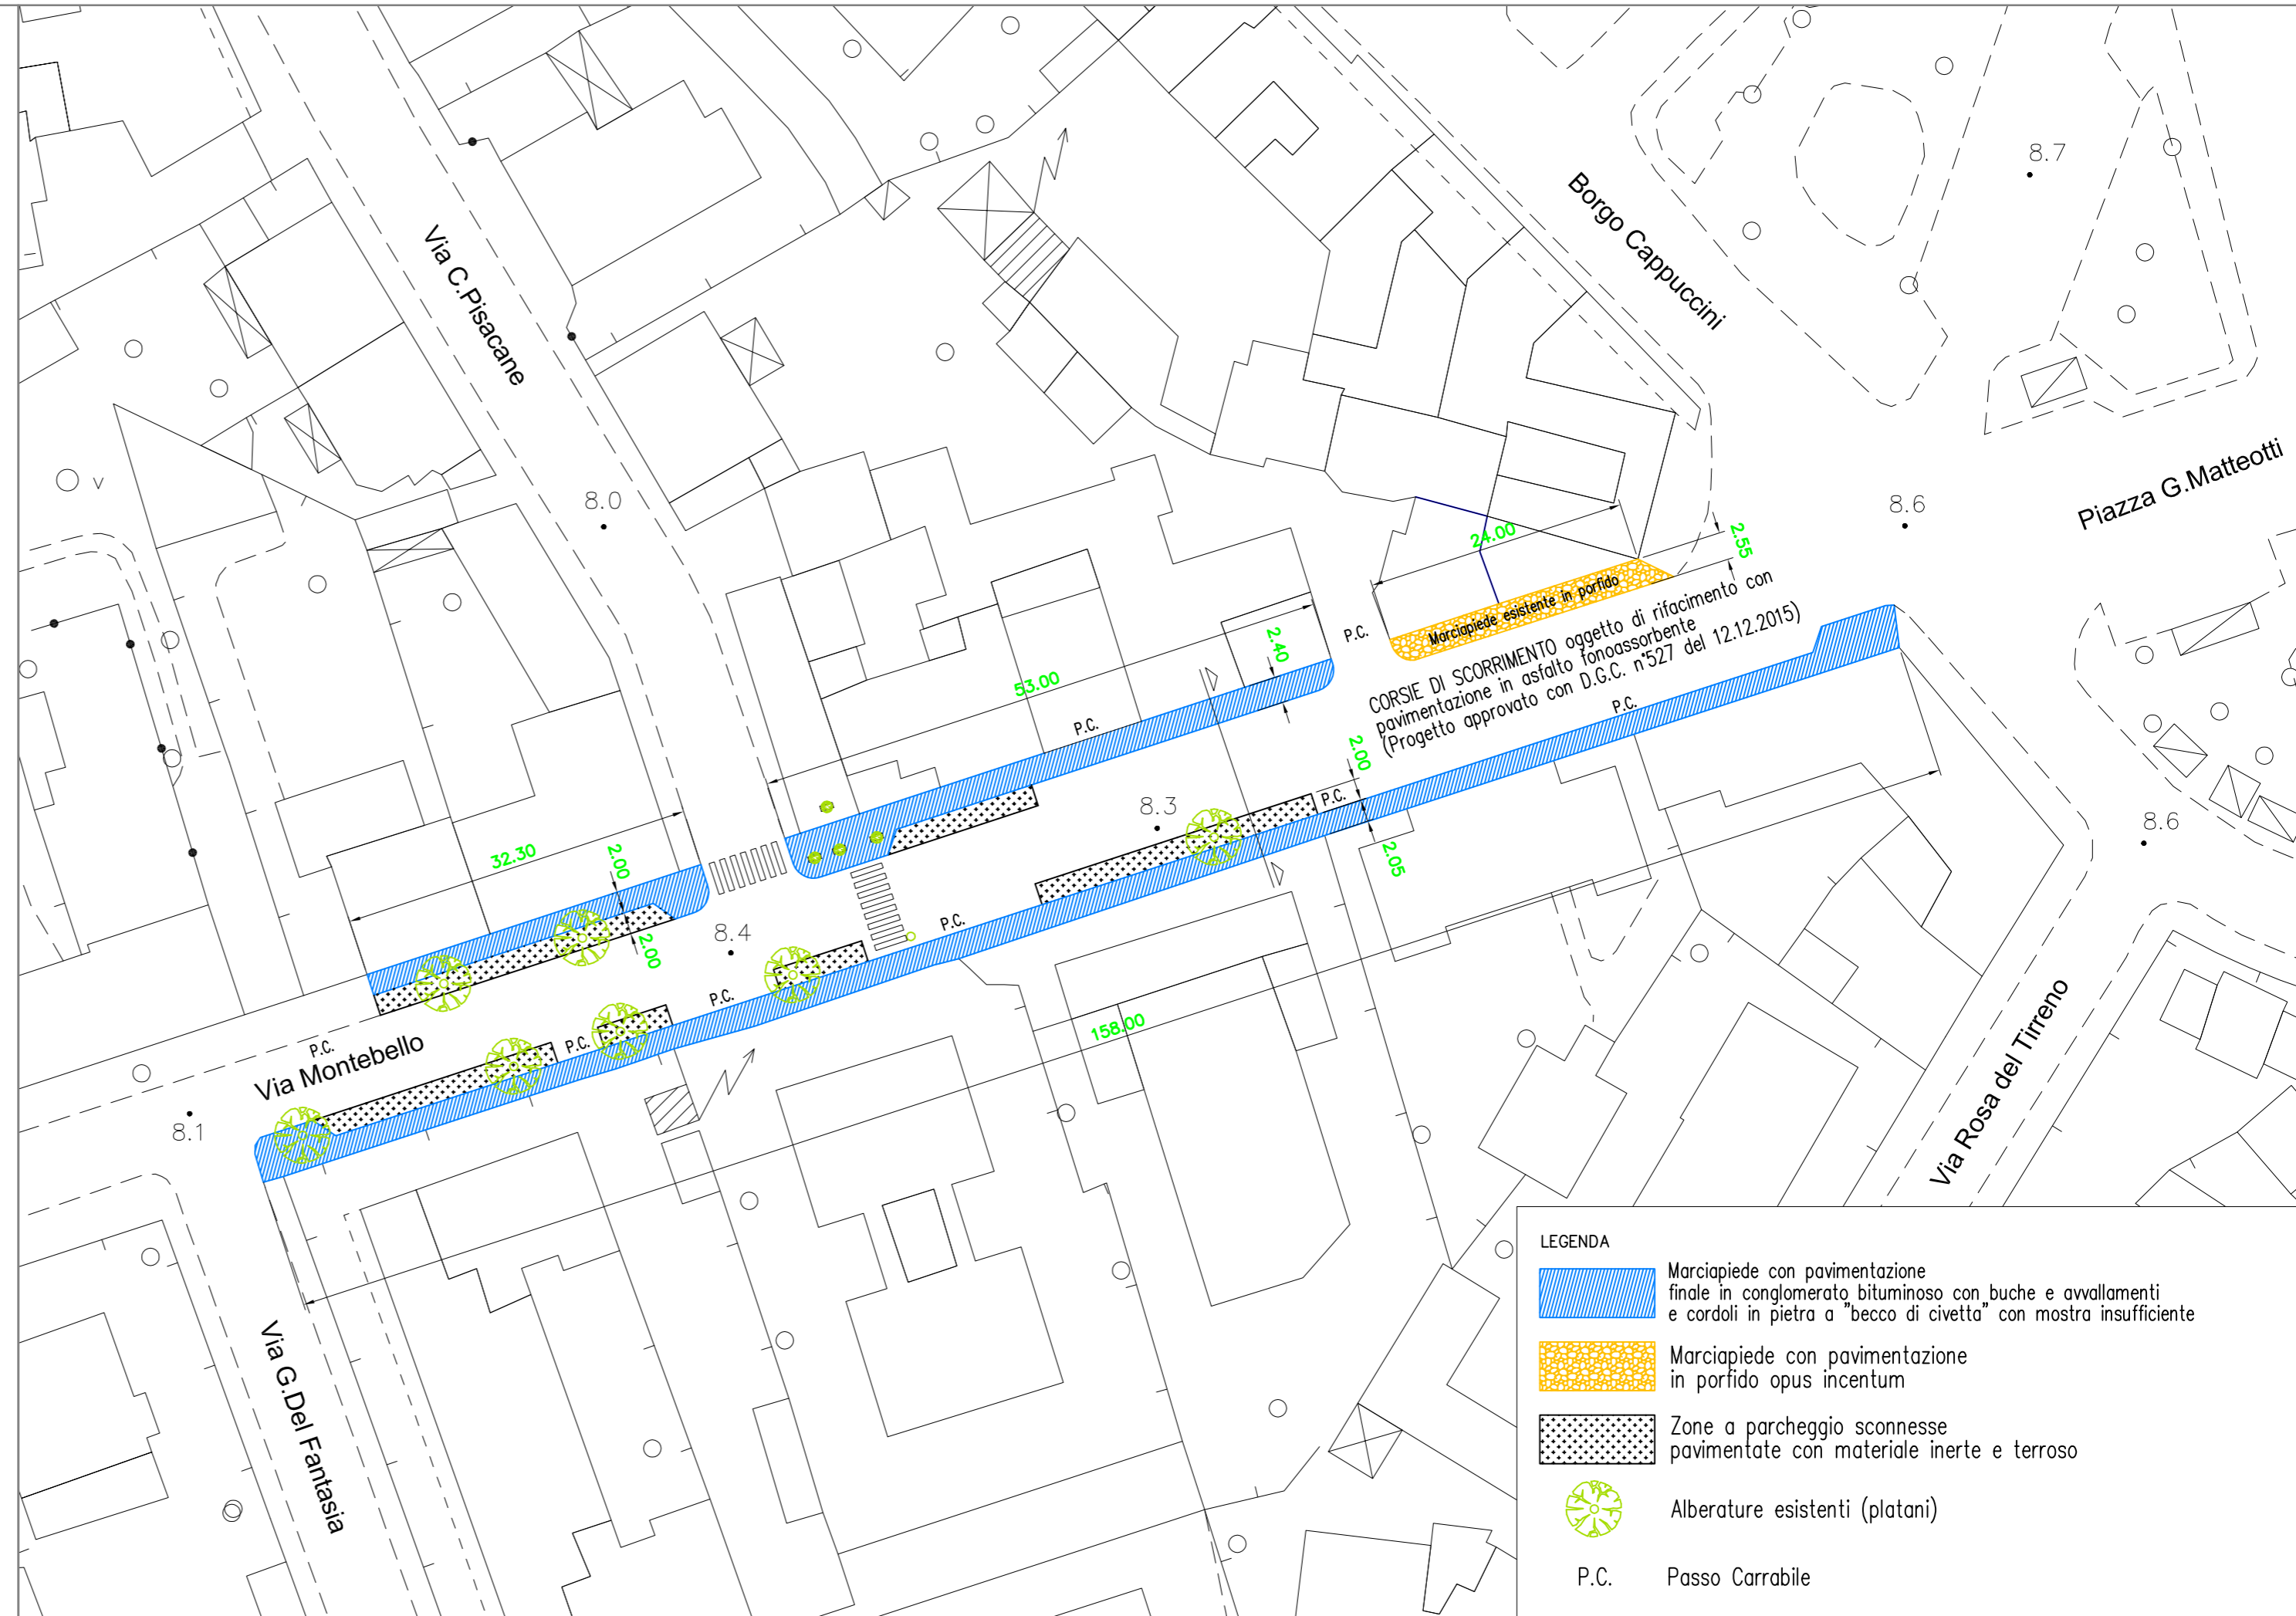 Via C.Pisacane
Borgo Cappuccini
8.7
8.0
8.6
Piazza G.Matteotti
24.00
2.55
Marciapiede esistente in porfido
P.C.
CORSIE DI SCORRIMENTO oggetto di rifacimento con
pavimentazione in asfalto fonoassorbente
(Progetto approvato con D.G.C. n°527 del 12.12.2015)
2.40
53.00
P.C.
P.C.
2.00
P.C.
8.3
2.05
8.6
32.30
2.00
2.00
8.4
P.C.
P.C.
P.C.
P.C.
Via Montebello
8.1
158.00
Via Rosa del Tirreno
Via G.Del Fantasia
LEGENDA
Marciapiede con pavimentazione
finale in conglomerato bituminoso con buche e avvallamenti
e cordoli in pietra a "becco di civetta" con mostra insufficiente
Marciapiede con pavimentazione
in porfido opus incentum
Zone a parcheggio sconnesse
pavimentate con materiale inerte e terroso
Alberature esistenti (platani)
P.C. Passo Carrabile